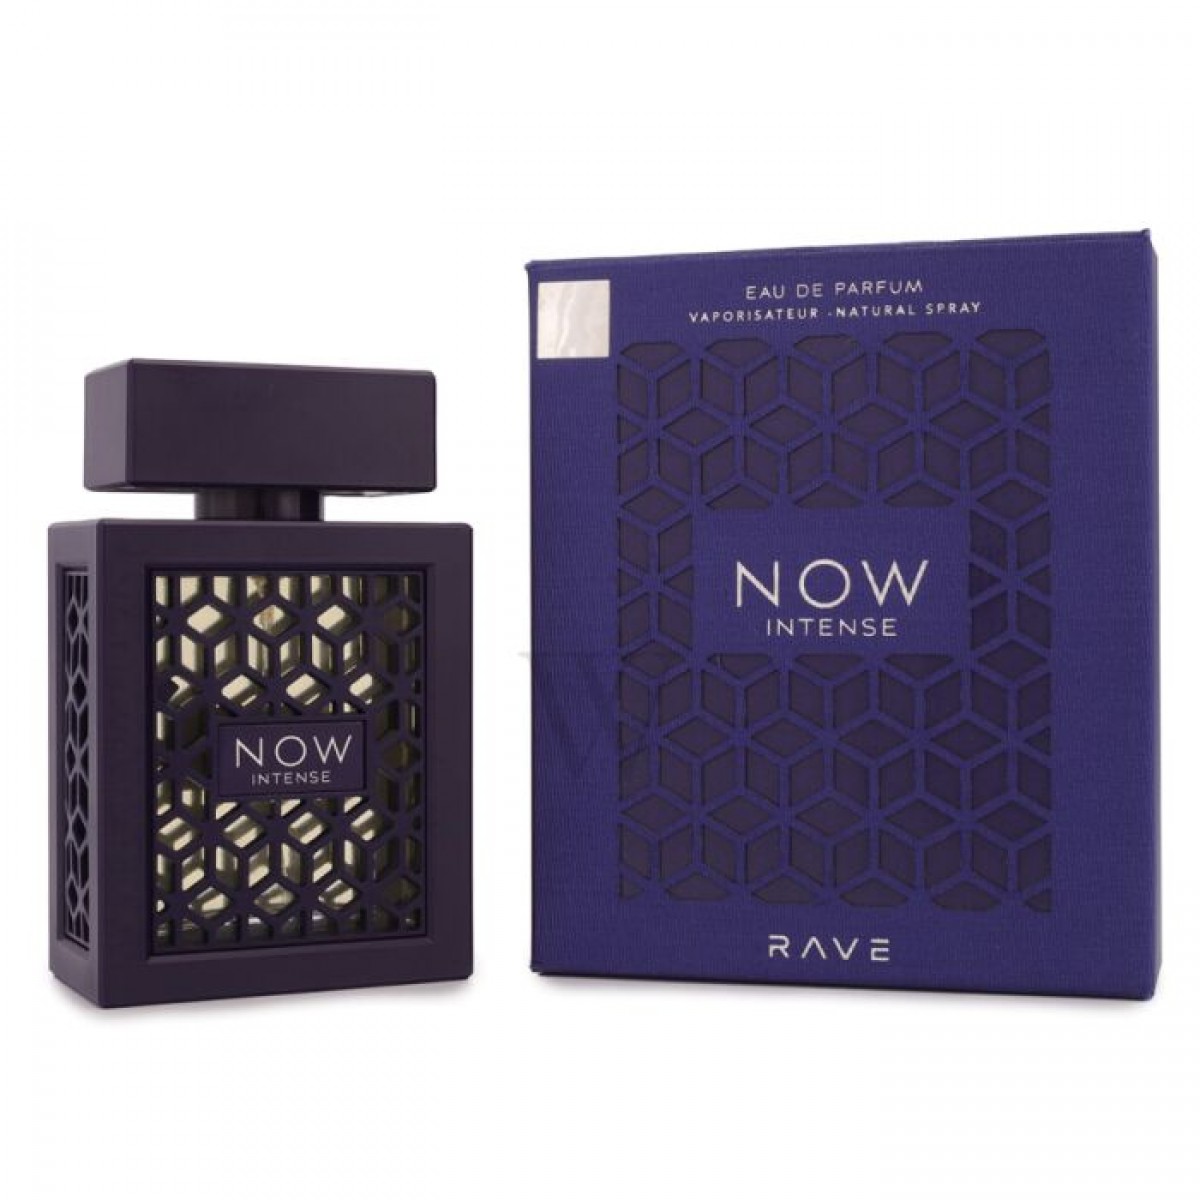 NOW
INTENSE
EAU DE PARFUM
VAPORISATEUR - NATURAL SPRAY
NOW
INTENSE
RAVE